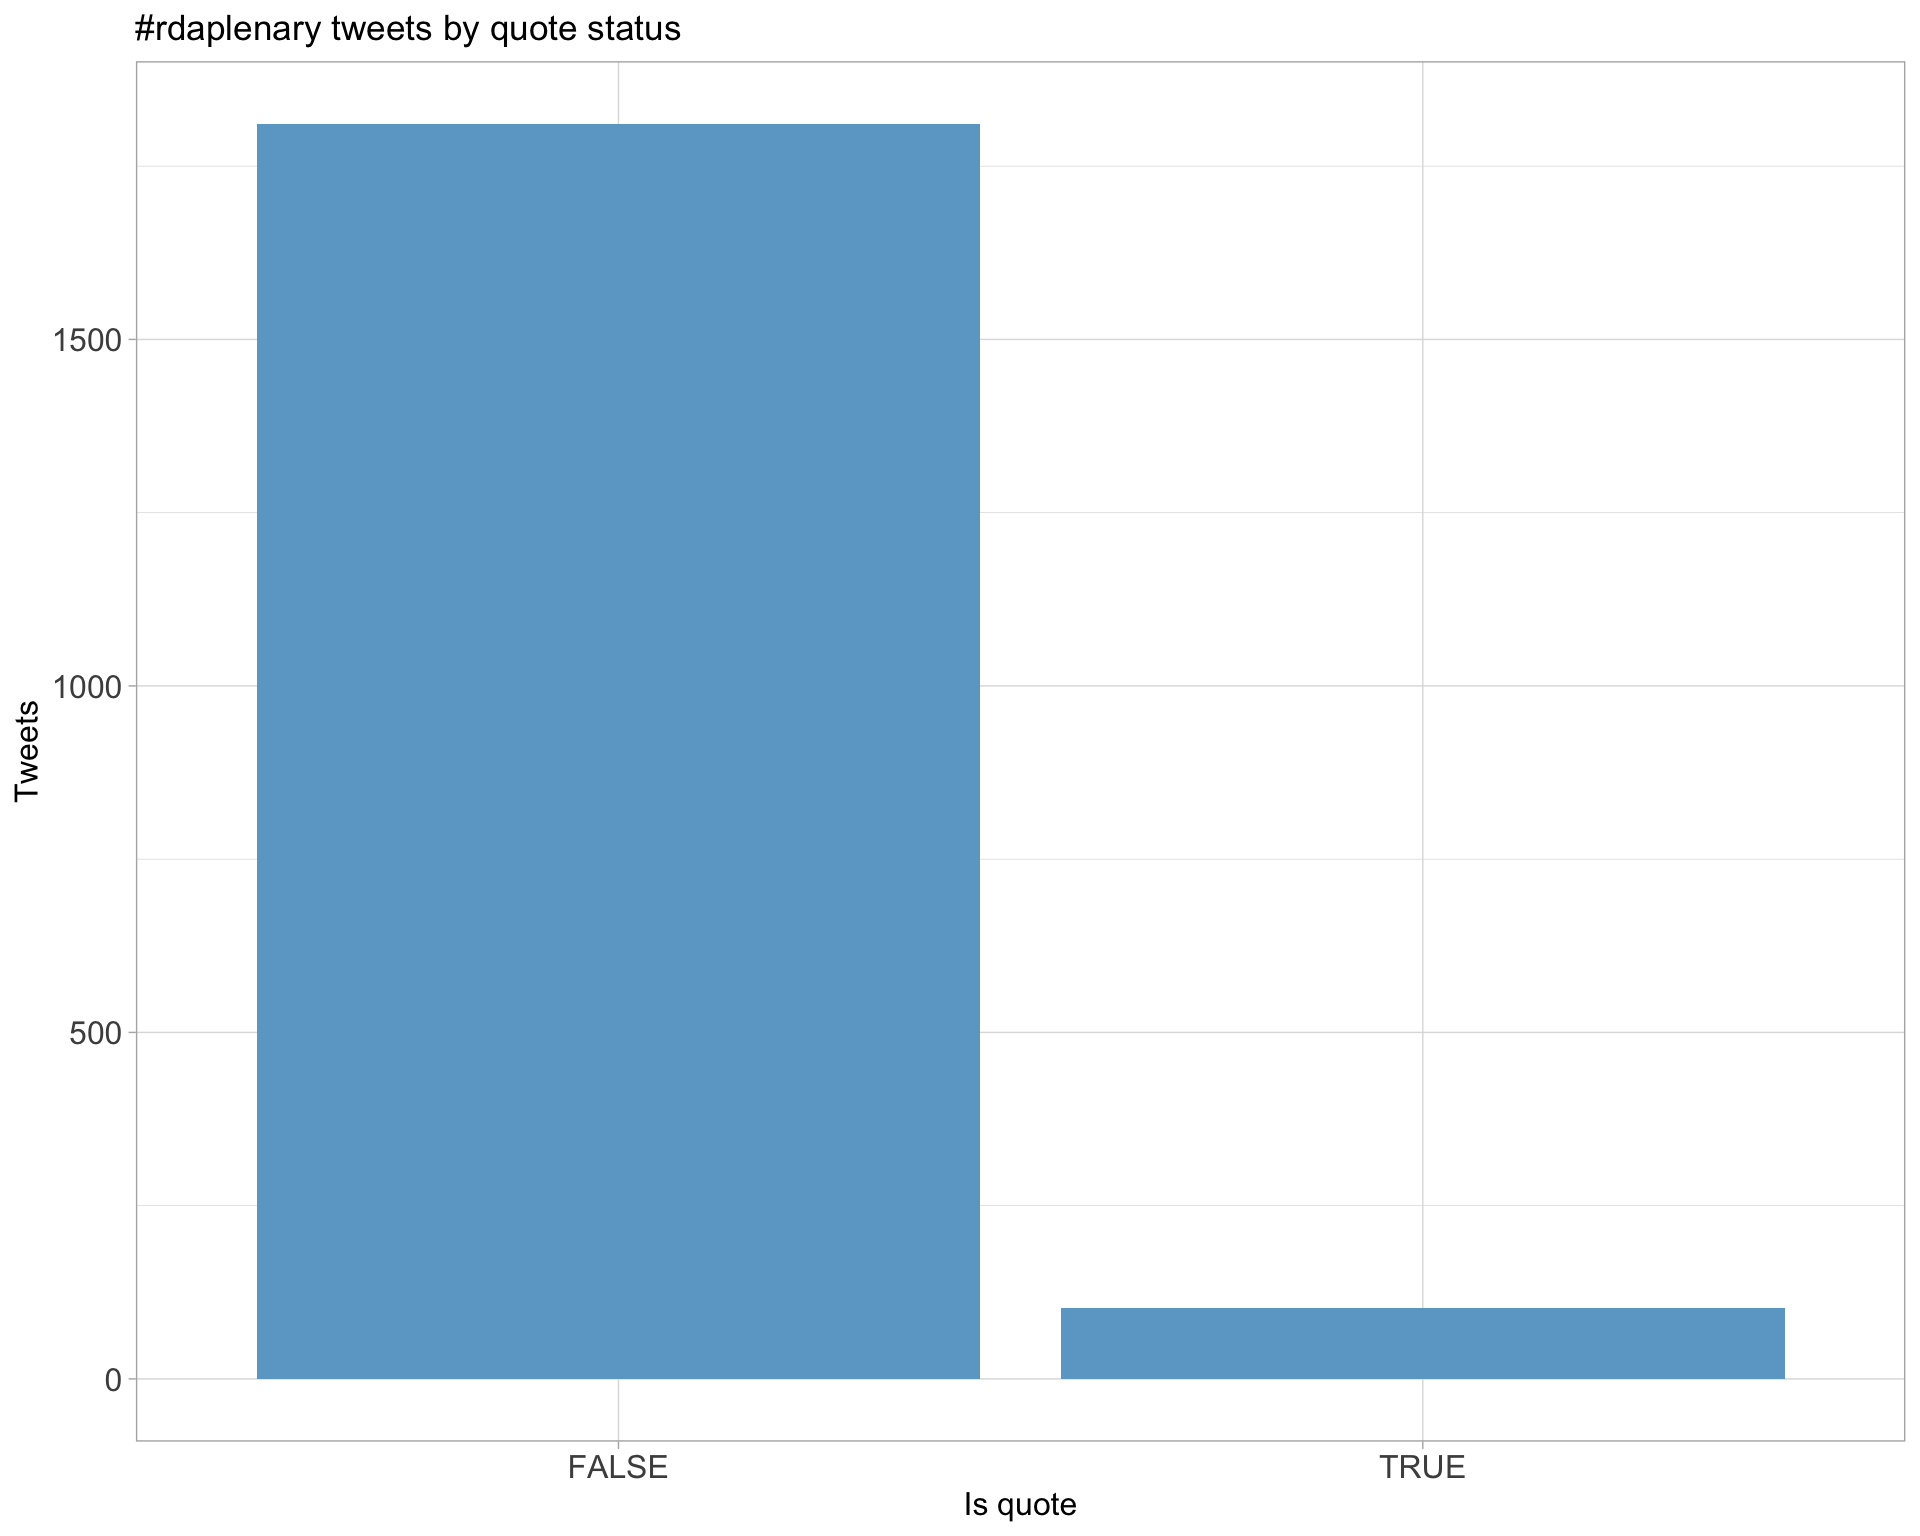 #rdaplenary tweets by quote status
1500
1000
500
0
Tweets
FALSE
TRUE
Is quote